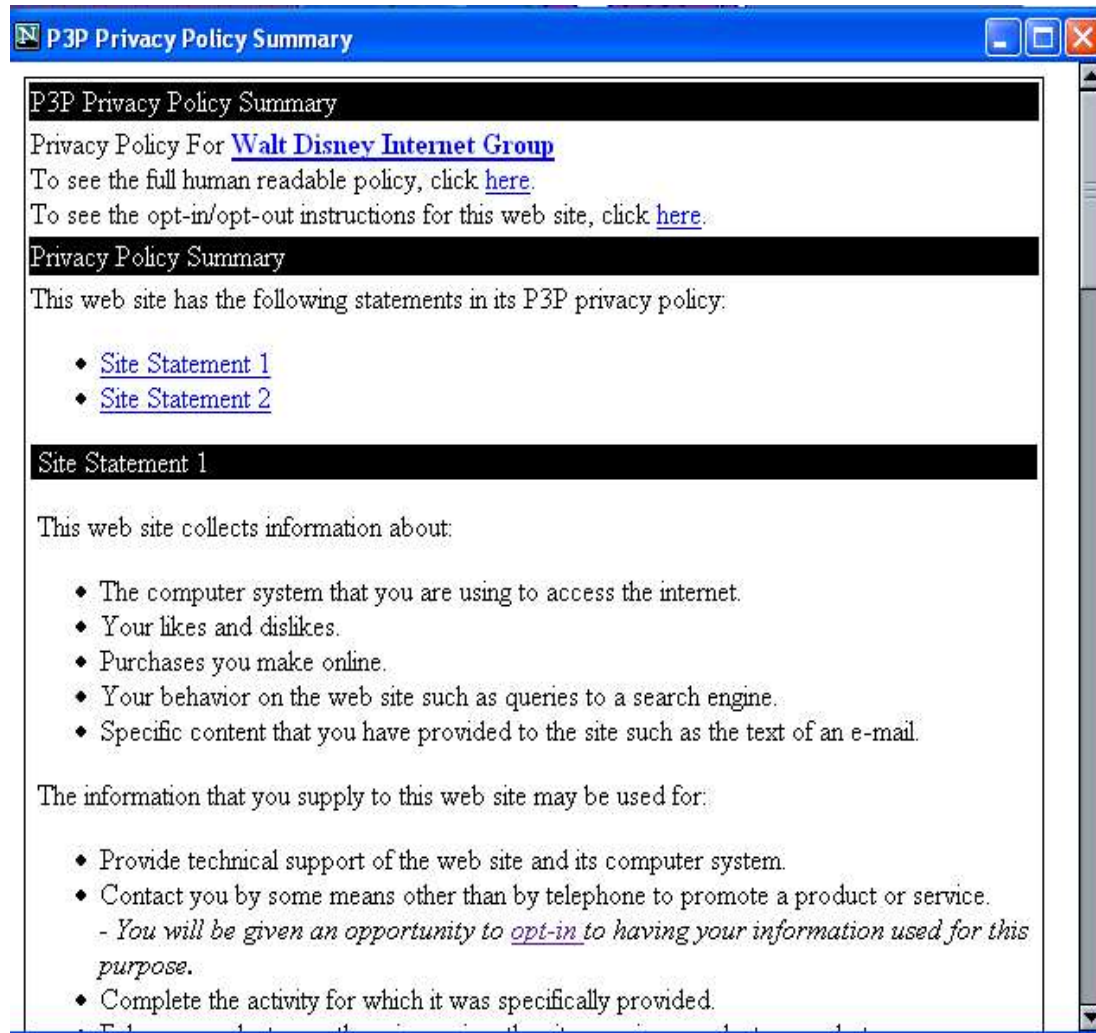 N P3P Privacy Policy Summary
P3P Privacy Policy Summary
Privacy Policy For Walt Disney Internet Group
To see the full human readable policy, click here.
To see the opt-in/opt-out instructions for this web site, click here.
Privacy Policy Summary
This web site has the following statements in its P3P privacy policy:
• Site Statement 1
• Site Statement 2
Site Statement 1
This web site collects information about:
• The computer system that you are using to access the internet.
• Your likes and dislikes.
• Purchases you make online.
• Your behavior on the web site such as queries to a search engine.
• Specific content that you have provided to the site such as the text of an e-mail.
The information that you supply to this web site may be used for:
• Provide technical support of the web site and its computer system.
• Contact you by some means other than by telephone to promote a product or service.
- You will be given an opportunity to opt-in to having your information used for this
purpose.
• Complete the activity for which it was specifically provided.